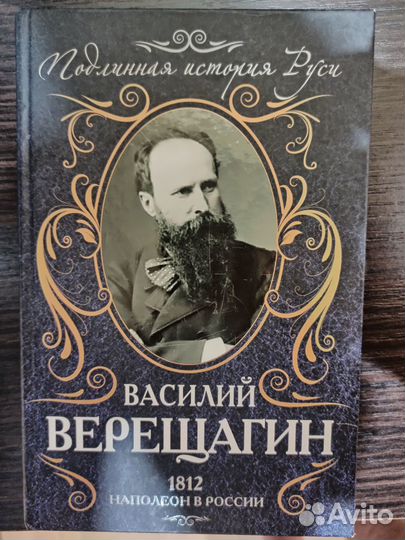 Подлинная история Руси
ВАСИЛИЙ
ВЕРЕЩАГИН
1812
НАПОЛЕОН В РОССИИ
Avito